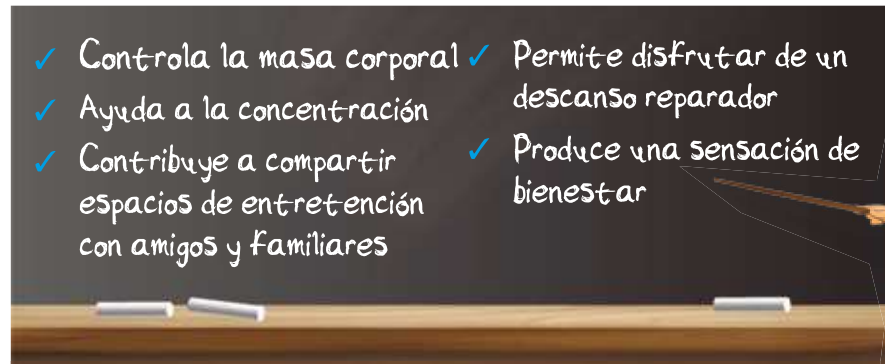 ✓ Controla la masa corporal
✓ Ayuda a la concentración
✓ Contribuye a compartir
espacios de entretención
con amigos y familiares
✓ Permite disfrutar de un
descanso reparador
✓ Produce una sensación de
bienestar